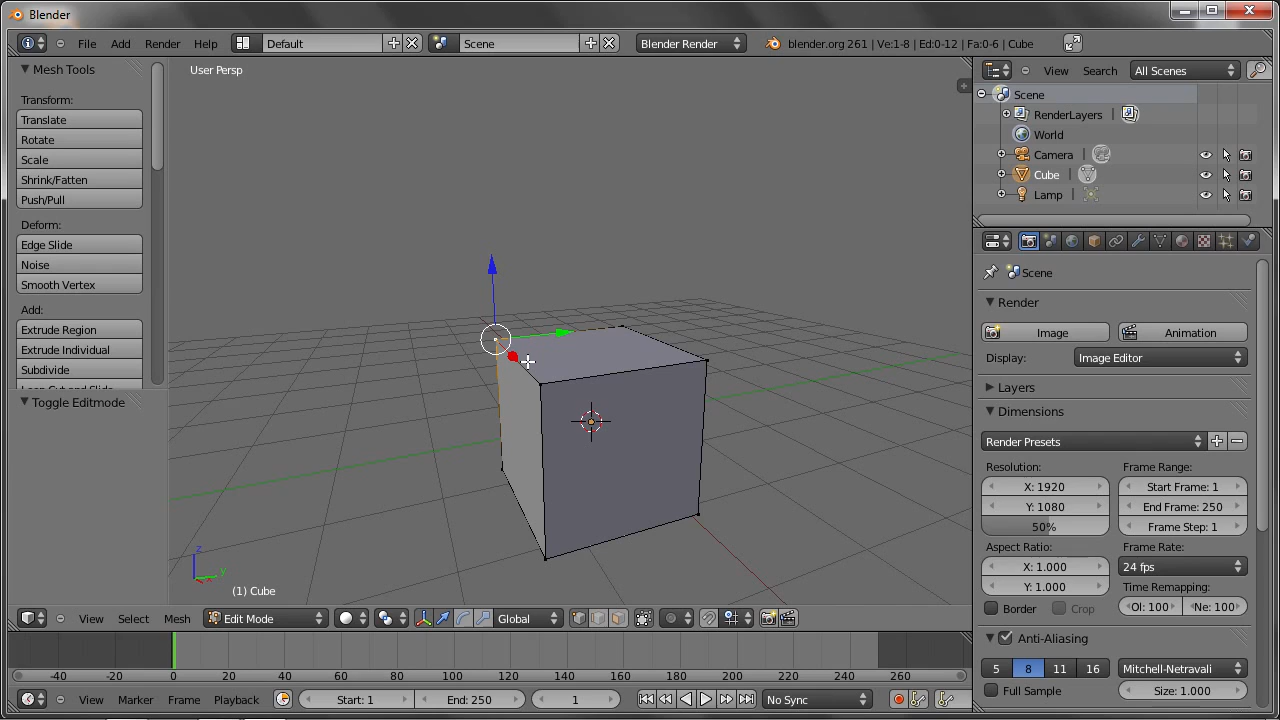 Blender
File Add Render Help Default Scene Blender Render blender.org 261 | Ve:1-8 | Ed:0-12 | Fa:0-6 | Cube
Mesh Tools
Transform:
Translate
Rotate
Scale
Shrink/Fatten
Push/Pull
Deform:
Edge Slide
Noise
Smooth Vertex
Add:
Extrude Region
Extrude Individual
Subdivide
Loop Cut and Slide
Toggle Editmode
User Persp
z
y
(1) Cube
View Select Mesh Edit Mode Global
-40 -20 0 20 40 60 80 100 120 140 160 180 200 220 240 260
View Marker Frame Playback Start: 1 End: 250 1 No Sync
View Search All Scenes
Scene
RenderLayers |
World
Camera |
Cube |
Lamp |
Scene
Render
Image Animation
Display: Image Editor
Layers
Dimensions
Render Presets
Resolution: Frame Range:
X: 1920 Start Frame: 1
Y: 1080 End Frame: 250
50% Frame Step: 1
Aspect Ratio: Frame Rate:
X: 1.000 24 fps
Y: 1.000 Time Remapping:
Border Crop Ol: 100 Ne: 100
Anti-Aliasing
5 8 11 16 Mitchell-Netravali
Full Sample Size: 1.000